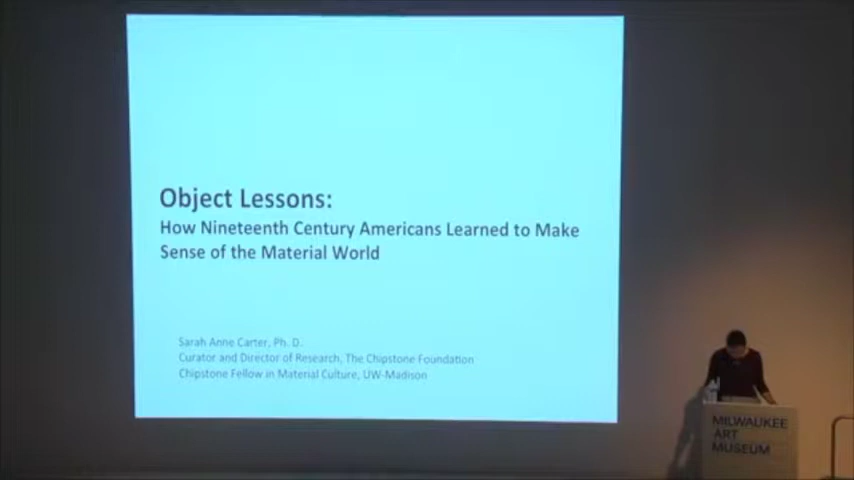 Object Lessons:
How Nineteenth Century Americans Learned to Make
Sense of the Material World
Sarah Anne Carter, Ph. D.
Curator and Director of Research, The Chipstone Foundation
Chipstone Fellow in Material Culture, UW-Madison
MILWAUKEE
ART
MUSEUM